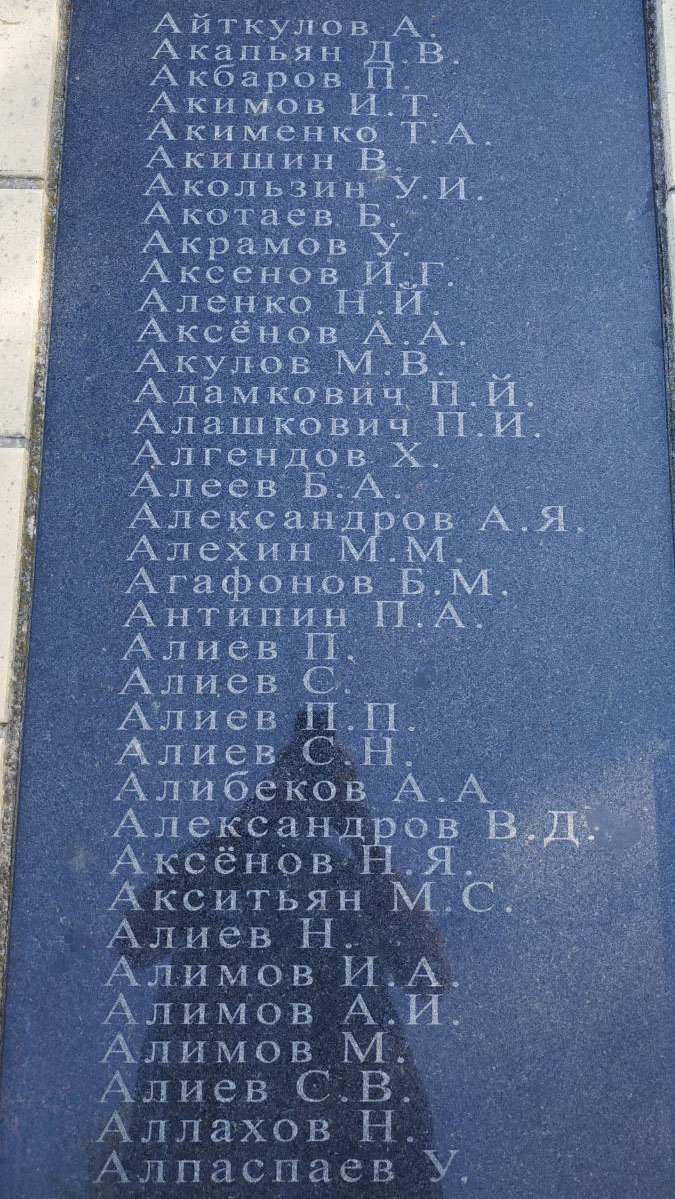 Айткулов А.
Акапьян Д.В.
Акбаров П.
Акимов И.Т.
Акименко Т.А.
Акишин В.
Акользин У.И.
Акотаев Б.
Акрамов У.
Аксенов И.Г.
Аленко Н.Й.
Аксёнов А.А.
Акулов М.В.
Адамкович П.Й.
Алашкович П.И.
Алгендов Х.
Алеев Б.А.
Александров А.Я.
Алехин М.М.
Агафонов Б.М.
Антипин П.А.
Алиев П.
Алиев С.
Алиев П.П.
Алиев С.Н.
Алибеков А.А
Александров В.Д.
Аксёнов Н.Я.
Акситьян М.С.
Алиев Н.
Алимов И.А.
Алимов А.И.
Алимов М.
Алиев С.В.
Аллахов Н.
Алпаспаев У.